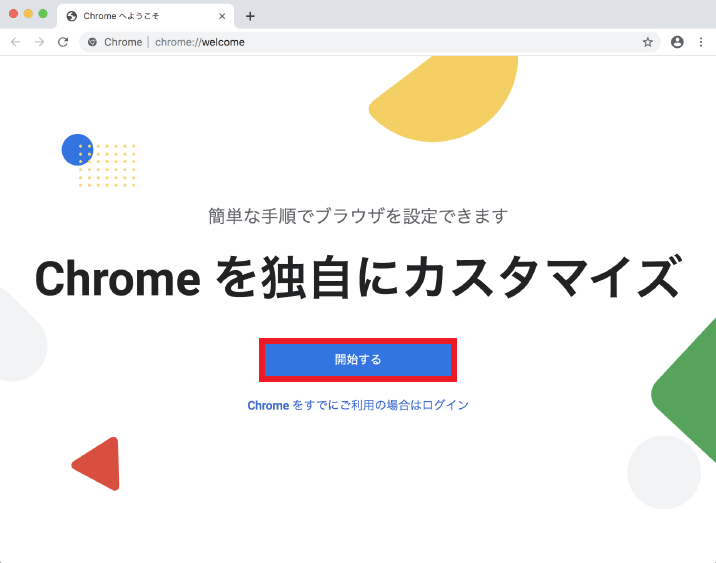 Chrome へようこそ
Chrome | chrome://welcome
簡単な手順でブラウザを設定できます
Chrome を独自にカスタマイズ
開始する
Chrome をすでにご利用の場合はログイン